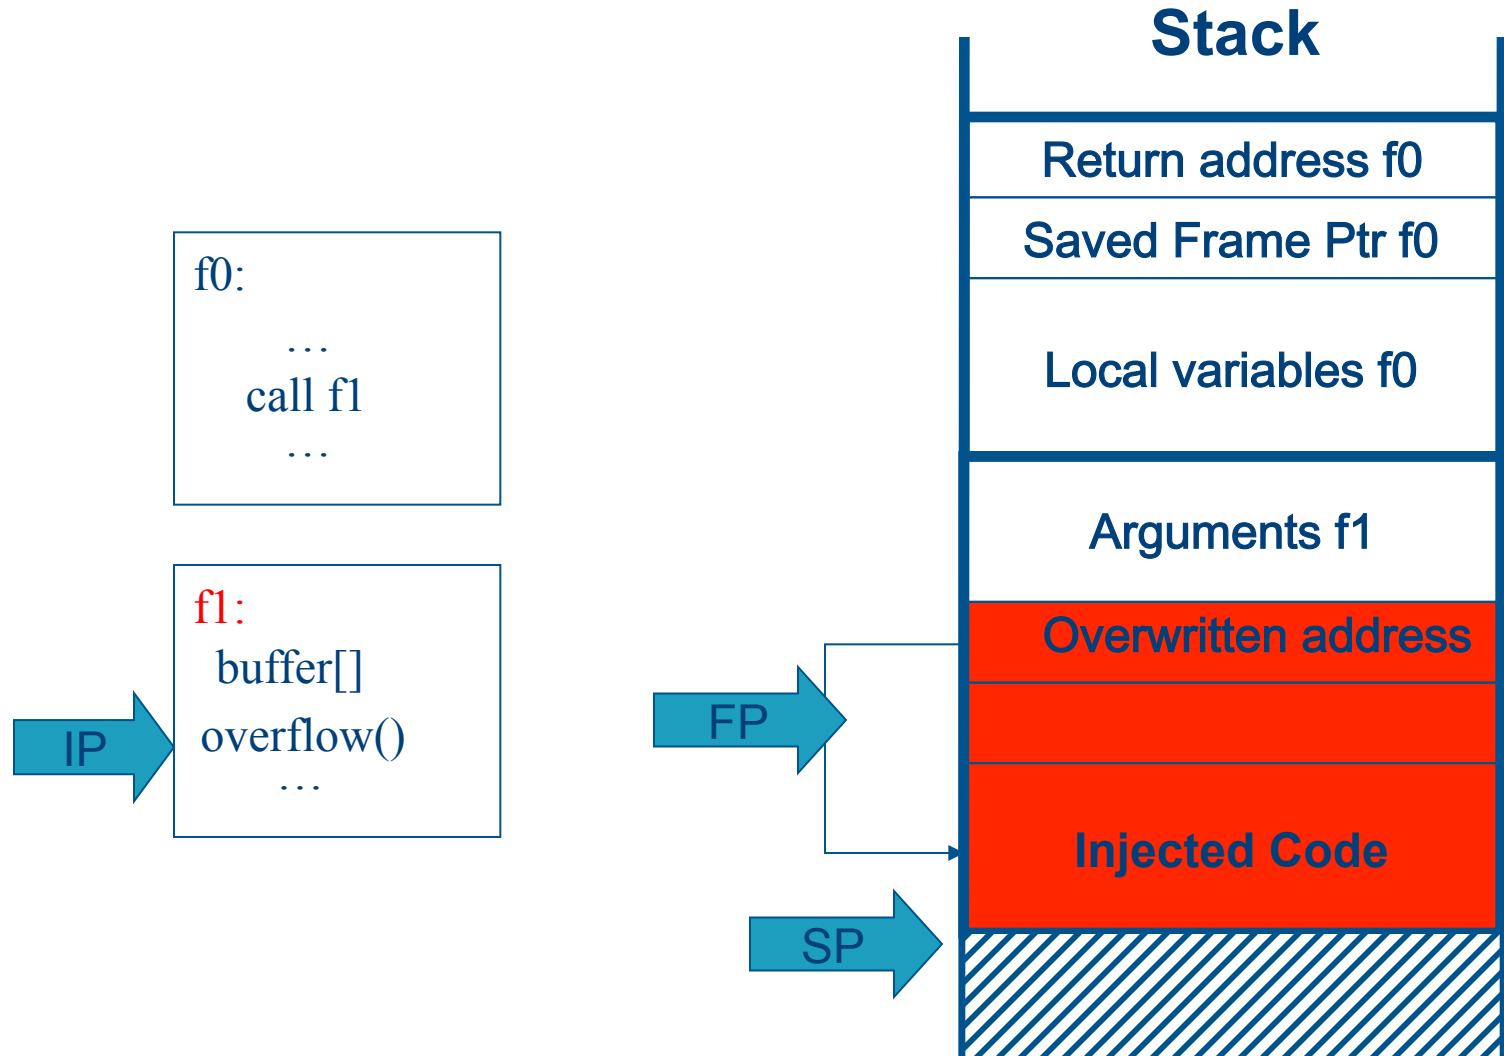 Stack
Return address f0
Saved Frame Ptr f0
Local variables f0
Arguments f1
Overwritten address
Injected Code
f0:
…
call f1
…
f1:
buffer[]
overflow()
…
IP
FP
SP